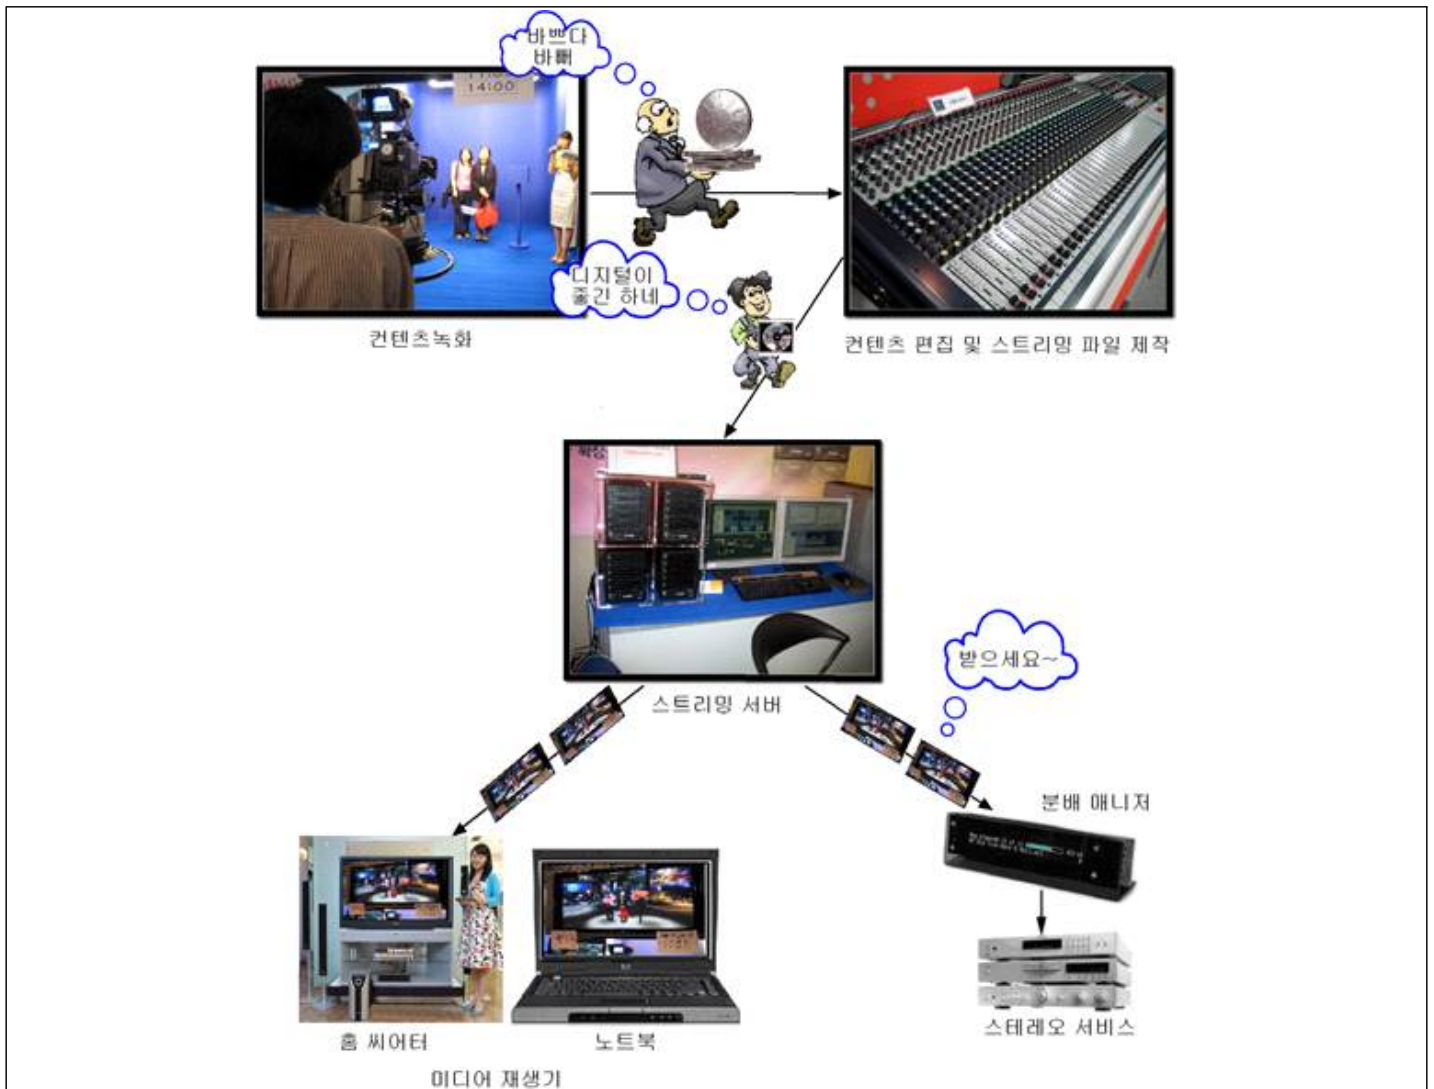 바쁘다
바뻐
14:00
디지털이
좋긴 하네
컨텐츠녹화
컨텐츠 편집 및 스트리밍 파일 제작
스트리밍 서버
받으세요~
분배 매니저
홈 씨어터
노트북
스테레오 서비스
미디어 재생기